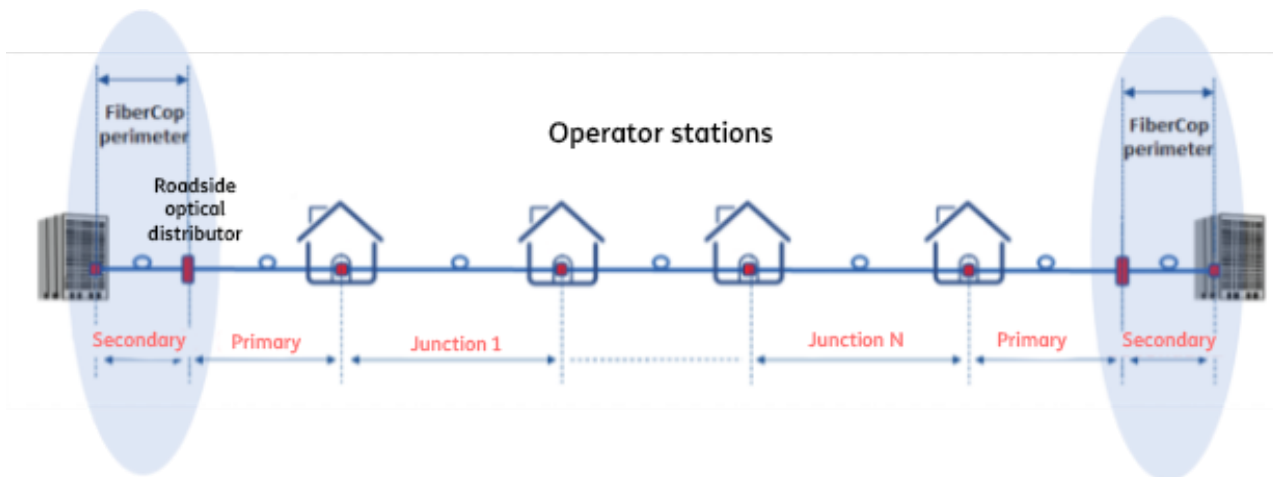 FiberCop
perimeter
FiberCop
perimeter
Operator stations
Roadside
optical
distributor
Secondary
Primary
Junction 1
Junction N
Primary
Secondary